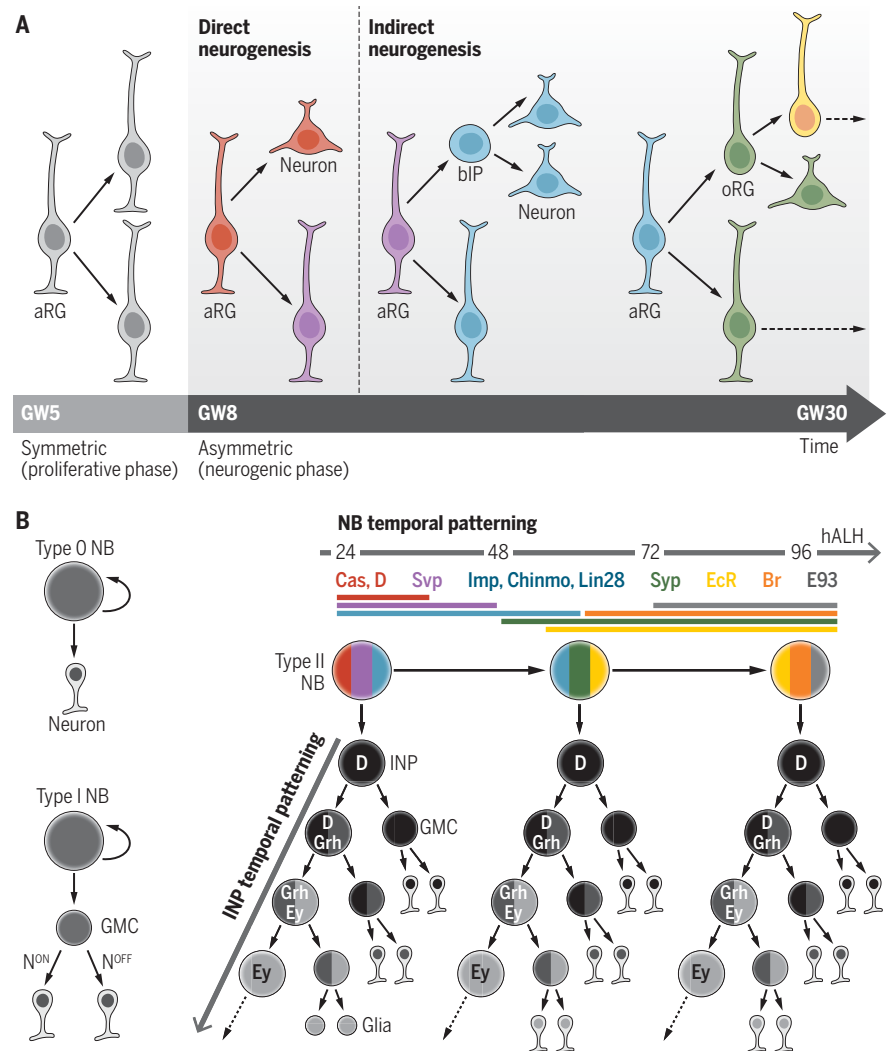 A
Direct
neurogenesis
Indirect
neurogenesis
Neuron
bIP
Neuron
oRG
aRG
aRG
aRG
aRG
GW5
GW8
GW30
Symmetric
(proliferative phase)
Asymmetric
(neurogenic phase)
Time
B
NB temporal patterning
Type 0 NB
Neuron
Type I NB
GMC
N^ON
N^OFF
24 48 72 96 hALH
Cas, D Svp Imp, Chinmo, Lin28 Syp EcR Br E93
Type II
NB
INP temporal patterning
D INP
D
D
D
Grh
GMC
D
Grh
D
Grh
Grh
Ey
Grh
Ey
Grh
Ey
Ey
Ey
Ey
Glia